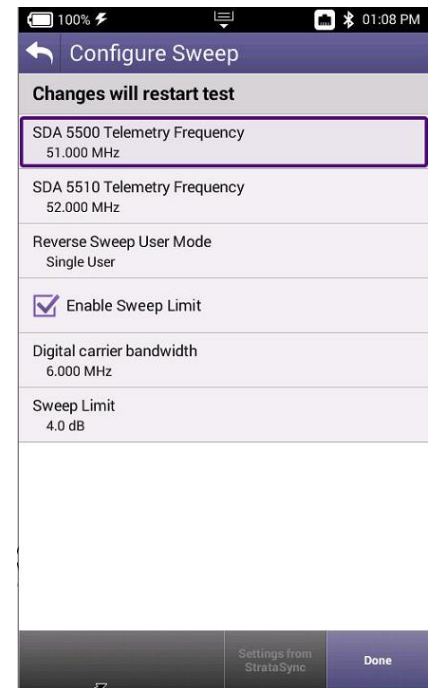 100% 01:08 PM
Configure Sweep
Changes will restart test
SDA 5500 Telemetry Frequency
51.000 MHz
SDA 5510 Telemetry Frequency
52.000 MHz
Reverse Sweep User Mode
Single User
Enable Sweep Limit
Digital carrier bandwidth
6.000 MHz
Sweep Limit
4.0 dB
Settings from
StrataSync
Done